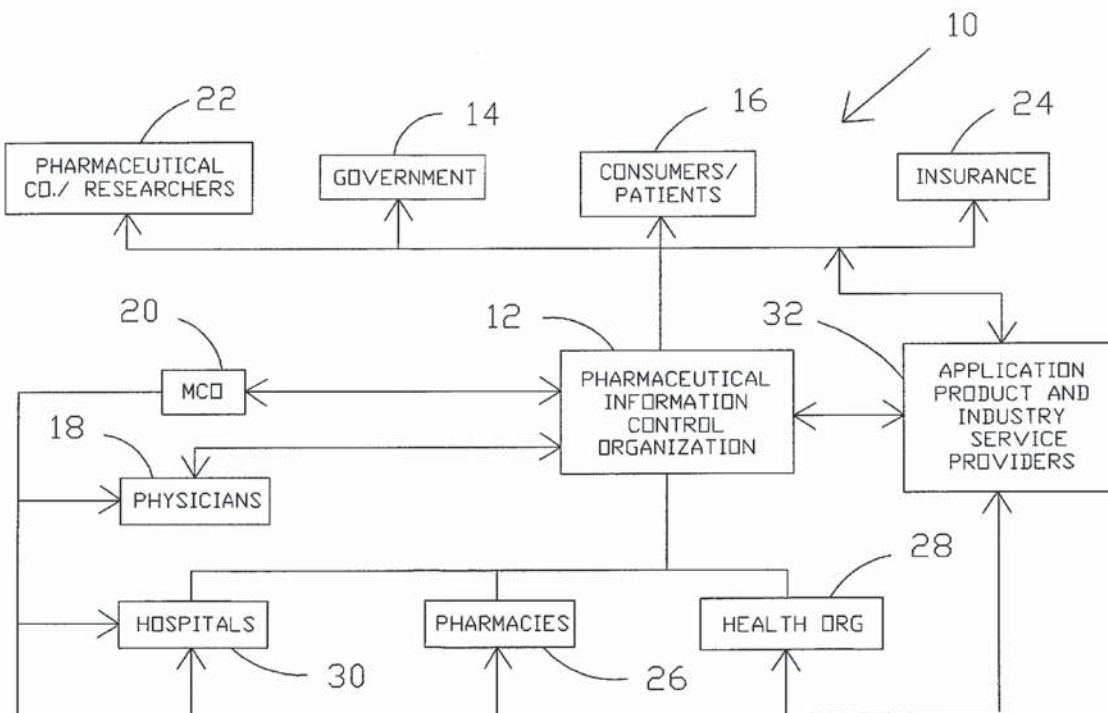 10
22
14
16
24
PHARMACEUTICAL
CO./ RESEARCHERS
GOVERNMENT
CONSUMERS/
PATIENTS
INSURANCE
20
12
32
MCO
PHARMACEUTICAL
INFORMATION
CONTROL
ORGANIZATION
APPLICATION
PRODUCT AND
INDUSTRY
SERVICE
PROVIDERS
18
PHYSICIANS
28
HOSPITALS
PHARMACIES
HEALTH ORG
30
26